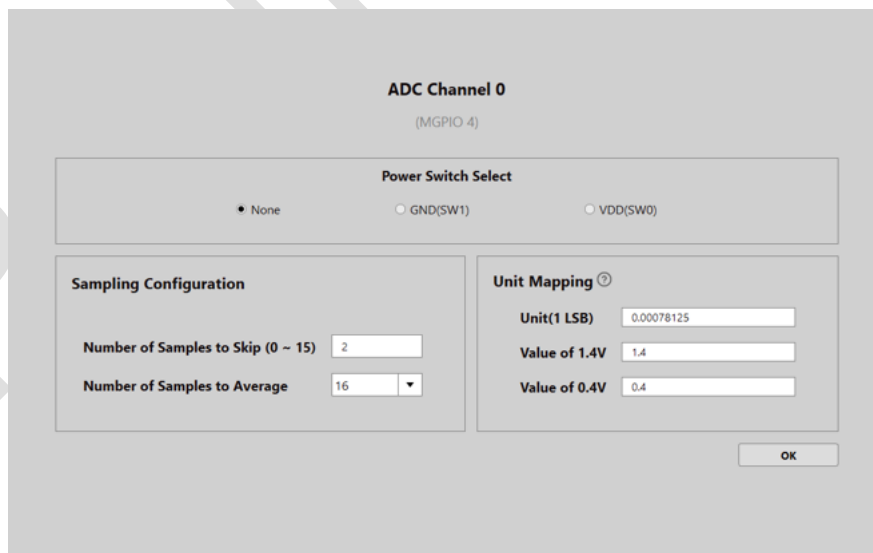 ADC Channel 0
(MGPIO 4)
Power Switch Select
None GND(SW1) VDD(SW0)
Sampling Configuration
Number of Samples to Skip (0 ~ 15) 2
Number of Samples to Average 16
Unit Mapping ?
Unit(1 LSB) 0.00078125
Value of 1.4V 1.4
Value of 0.4V 0.4
OK